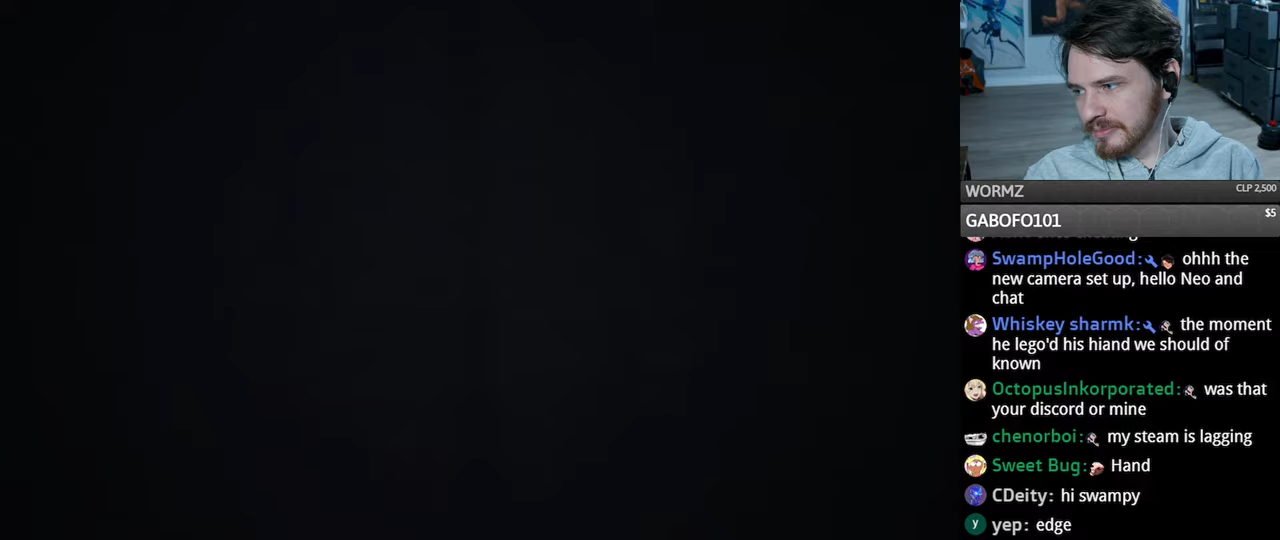 WORMZ
CLP 2,500
GABOFO101
$5
SwampHoleGood: ohhh the
new camera set up, hello Neo and
chat
Whiskey sharmk: the moment
he lego'd his hiand we should of
known
OctopusInkorporated: was that
your discord or mine
chenorboi: my steam is lagging
Sweet Bug: Hand
CDeity: hi swampy
y yep: edge